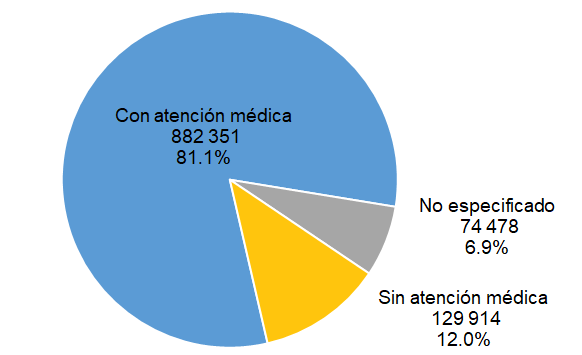 Con atención médica
882 351
81.1%
No especificado
74 478
6.9%
Sin atención médica
129 914
12.0%